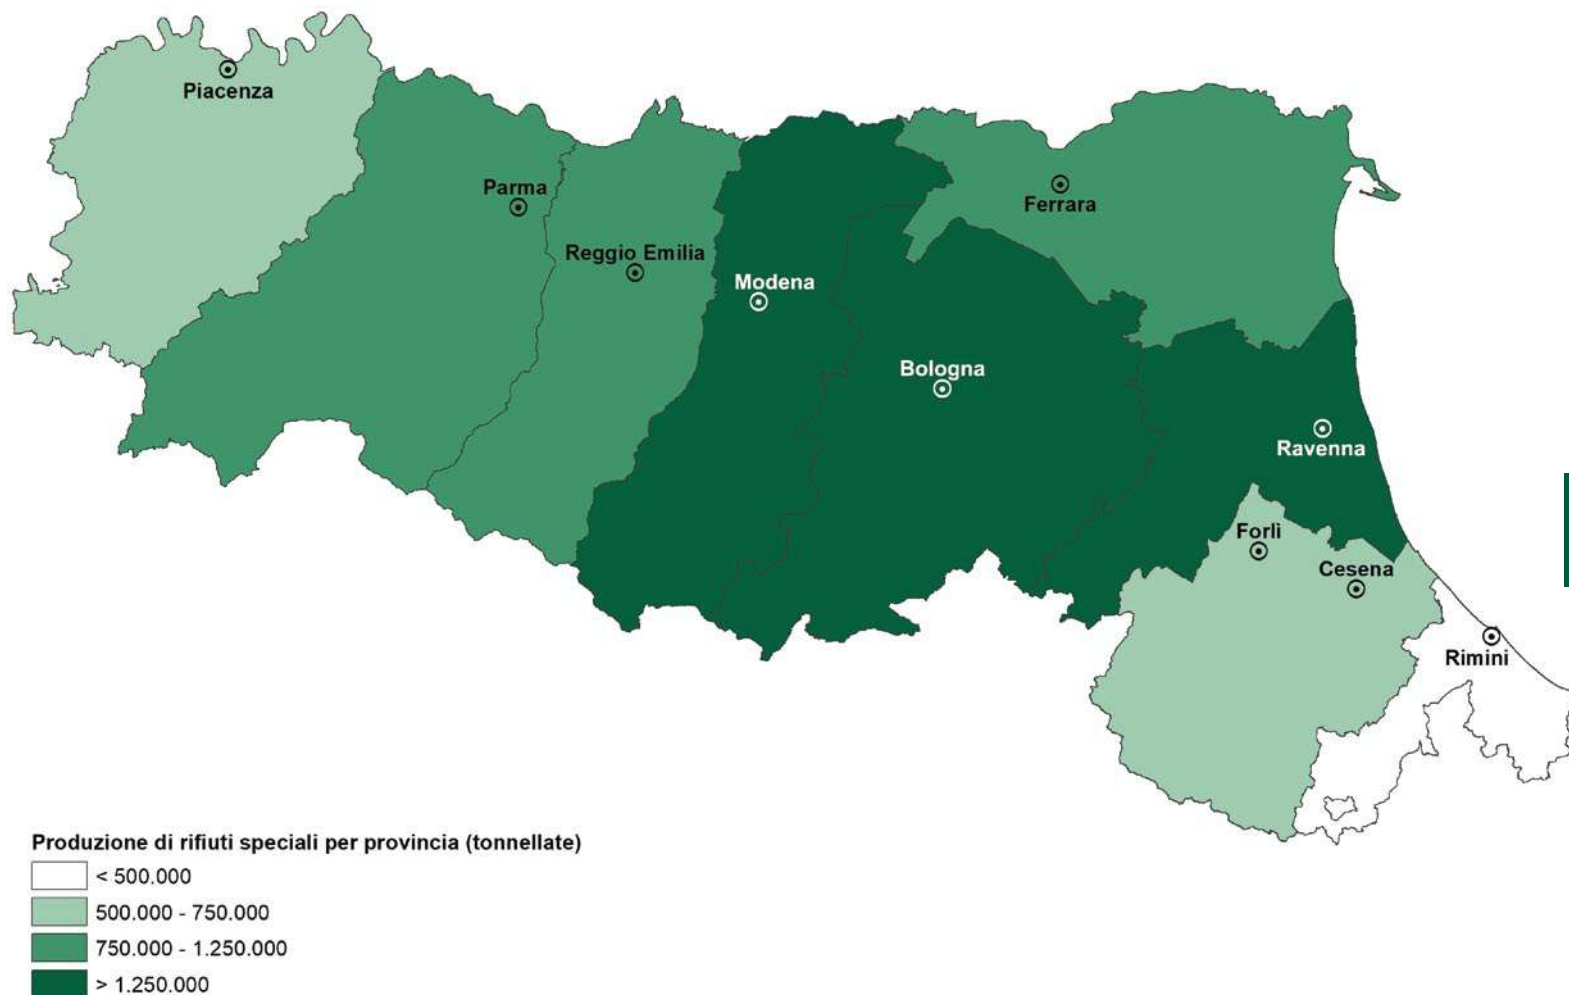 Piacenza
Parma
Ferrara
Reggio Emilia
Modena
Bologna
Ravenna
Forlì
Cesena
Rimini
Produzione di rifiuti speciali per provincia (tonnellate)
< 500.000
500.000 - 750.000
750.000 - 1.250.000
> 1.250.000